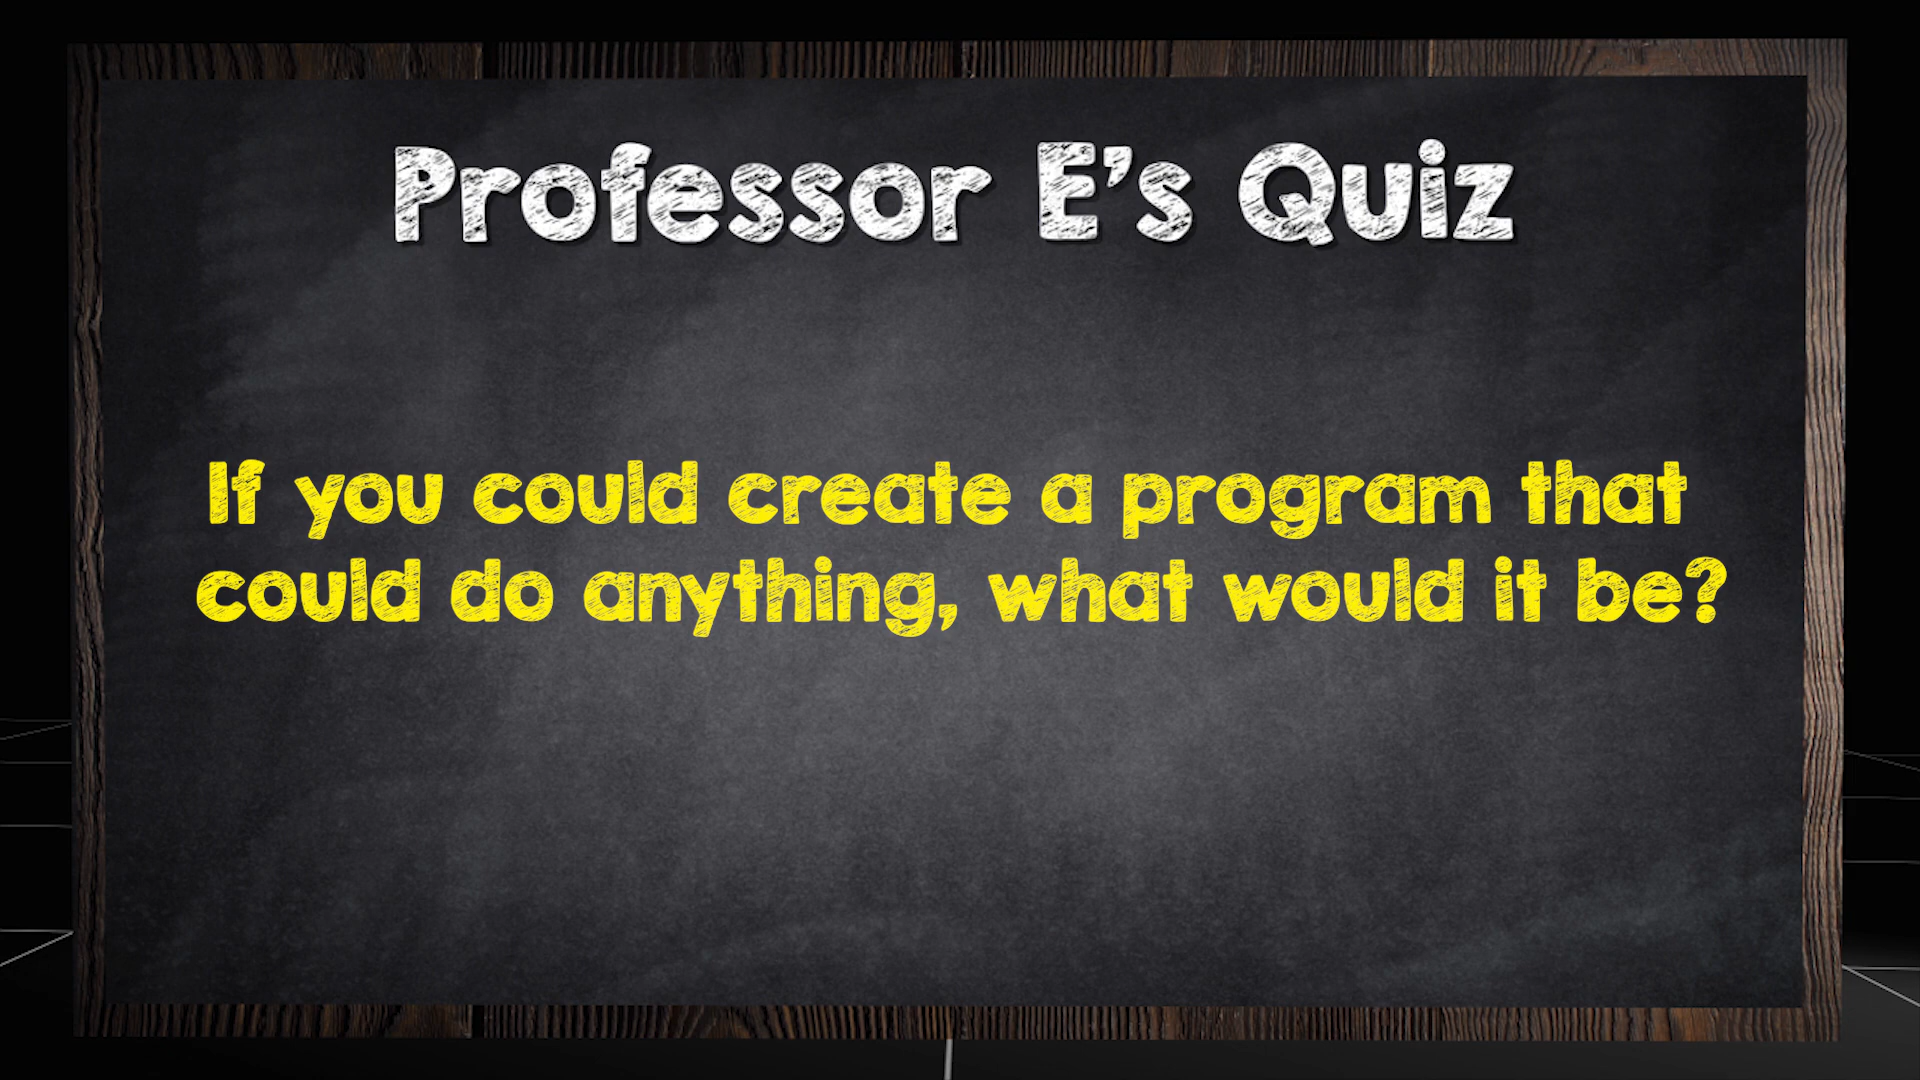 Professor E's Quiz
If you could create a program that
could do anything, what would it be?